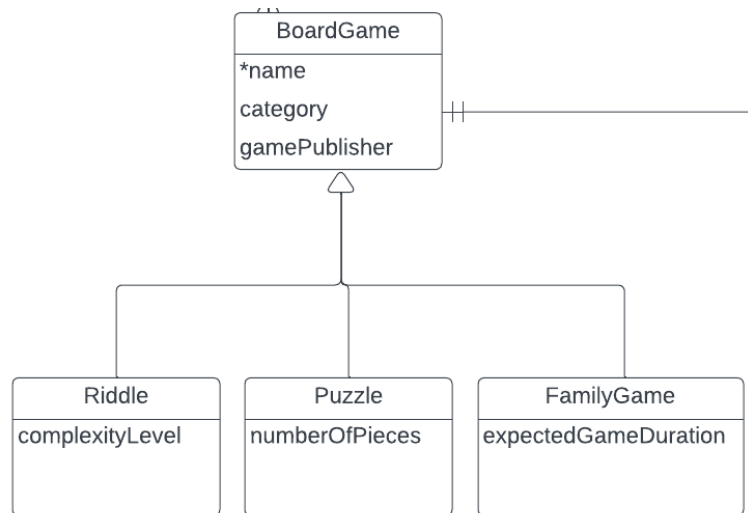 BoardGame
*name
category
gamePublisher
Riddle
complexityLevel
Puzzle
numberOfPieces
FamilyGame
expectedGameDuration